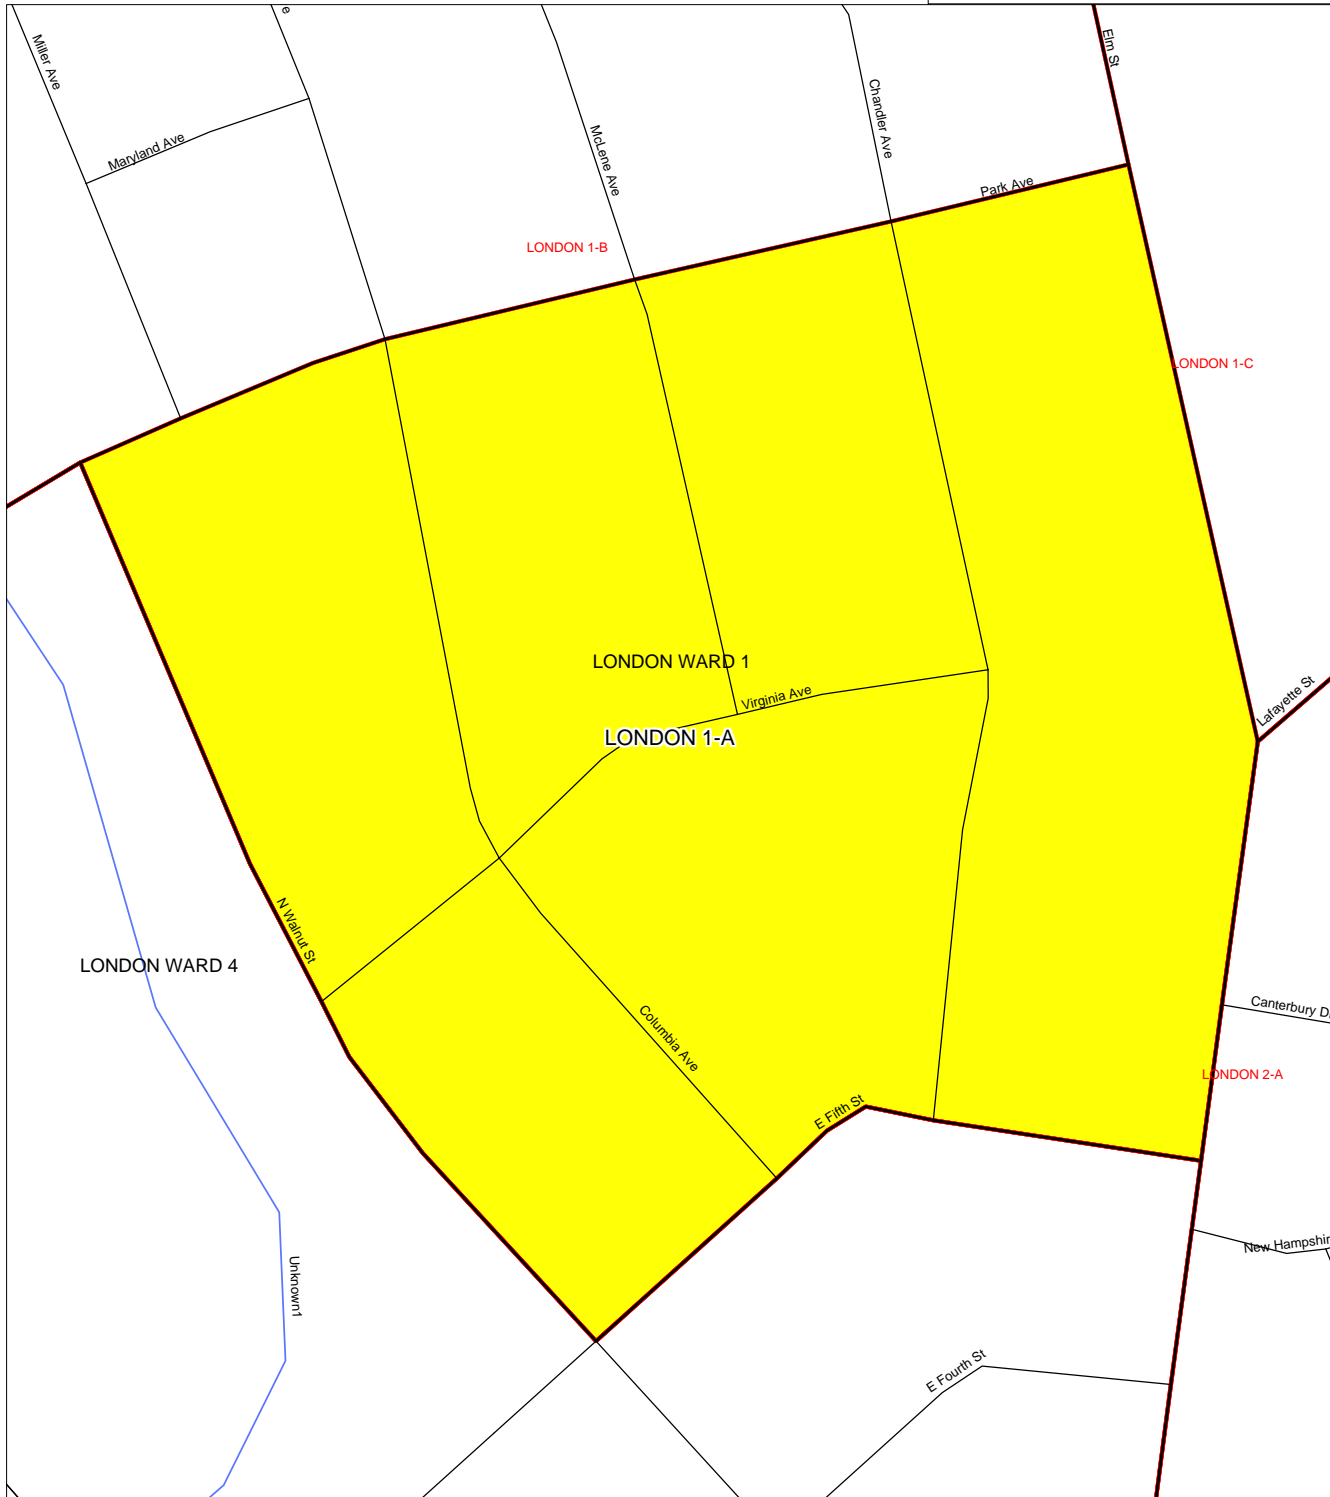 e
Elm St
Miller Ave
Chandler Ave
Maryland Ave
McLene Ave
Park Ave
LONDON 1-B
LONDON 1-C
LONDON WARD 1
Virginia Ave
Lafayette St
LONDON 1-A
N Walnut St
LONDON WARD 4
Canterbury D
Columbia Ave
LONDON 2-A
E Fifth St
New Hampshir
Unknown1
E Fourth St